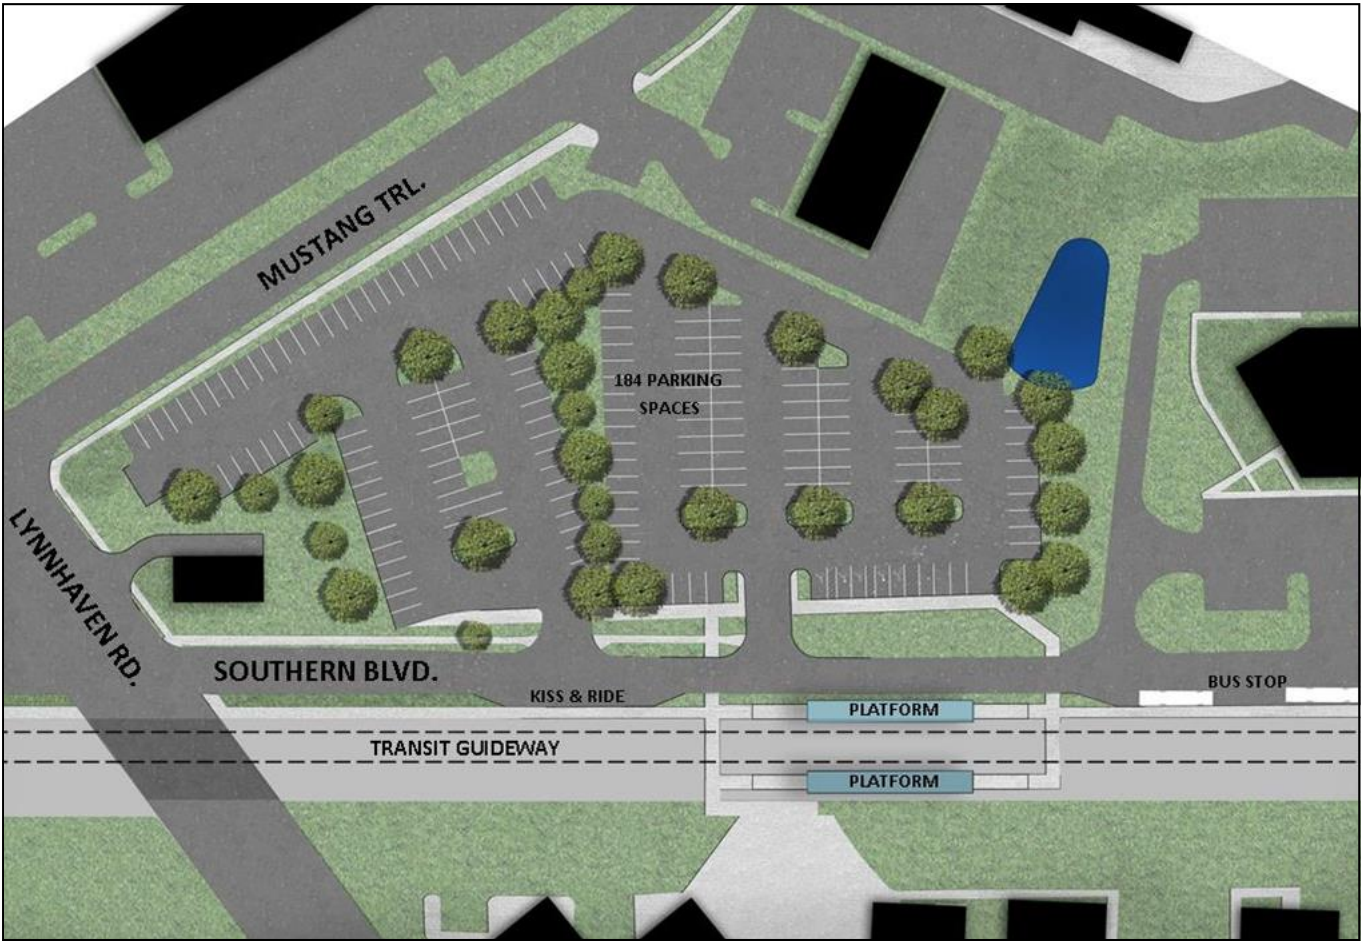 MUSTANG TRL.
184 PARKING
SPACES
LYNNHAVEN RD.
SOUTHERN BLVD.
KISS & RIDE
BUS STOP
PLATFORM
TRANSIT GUIDEWAY
PLATFORM